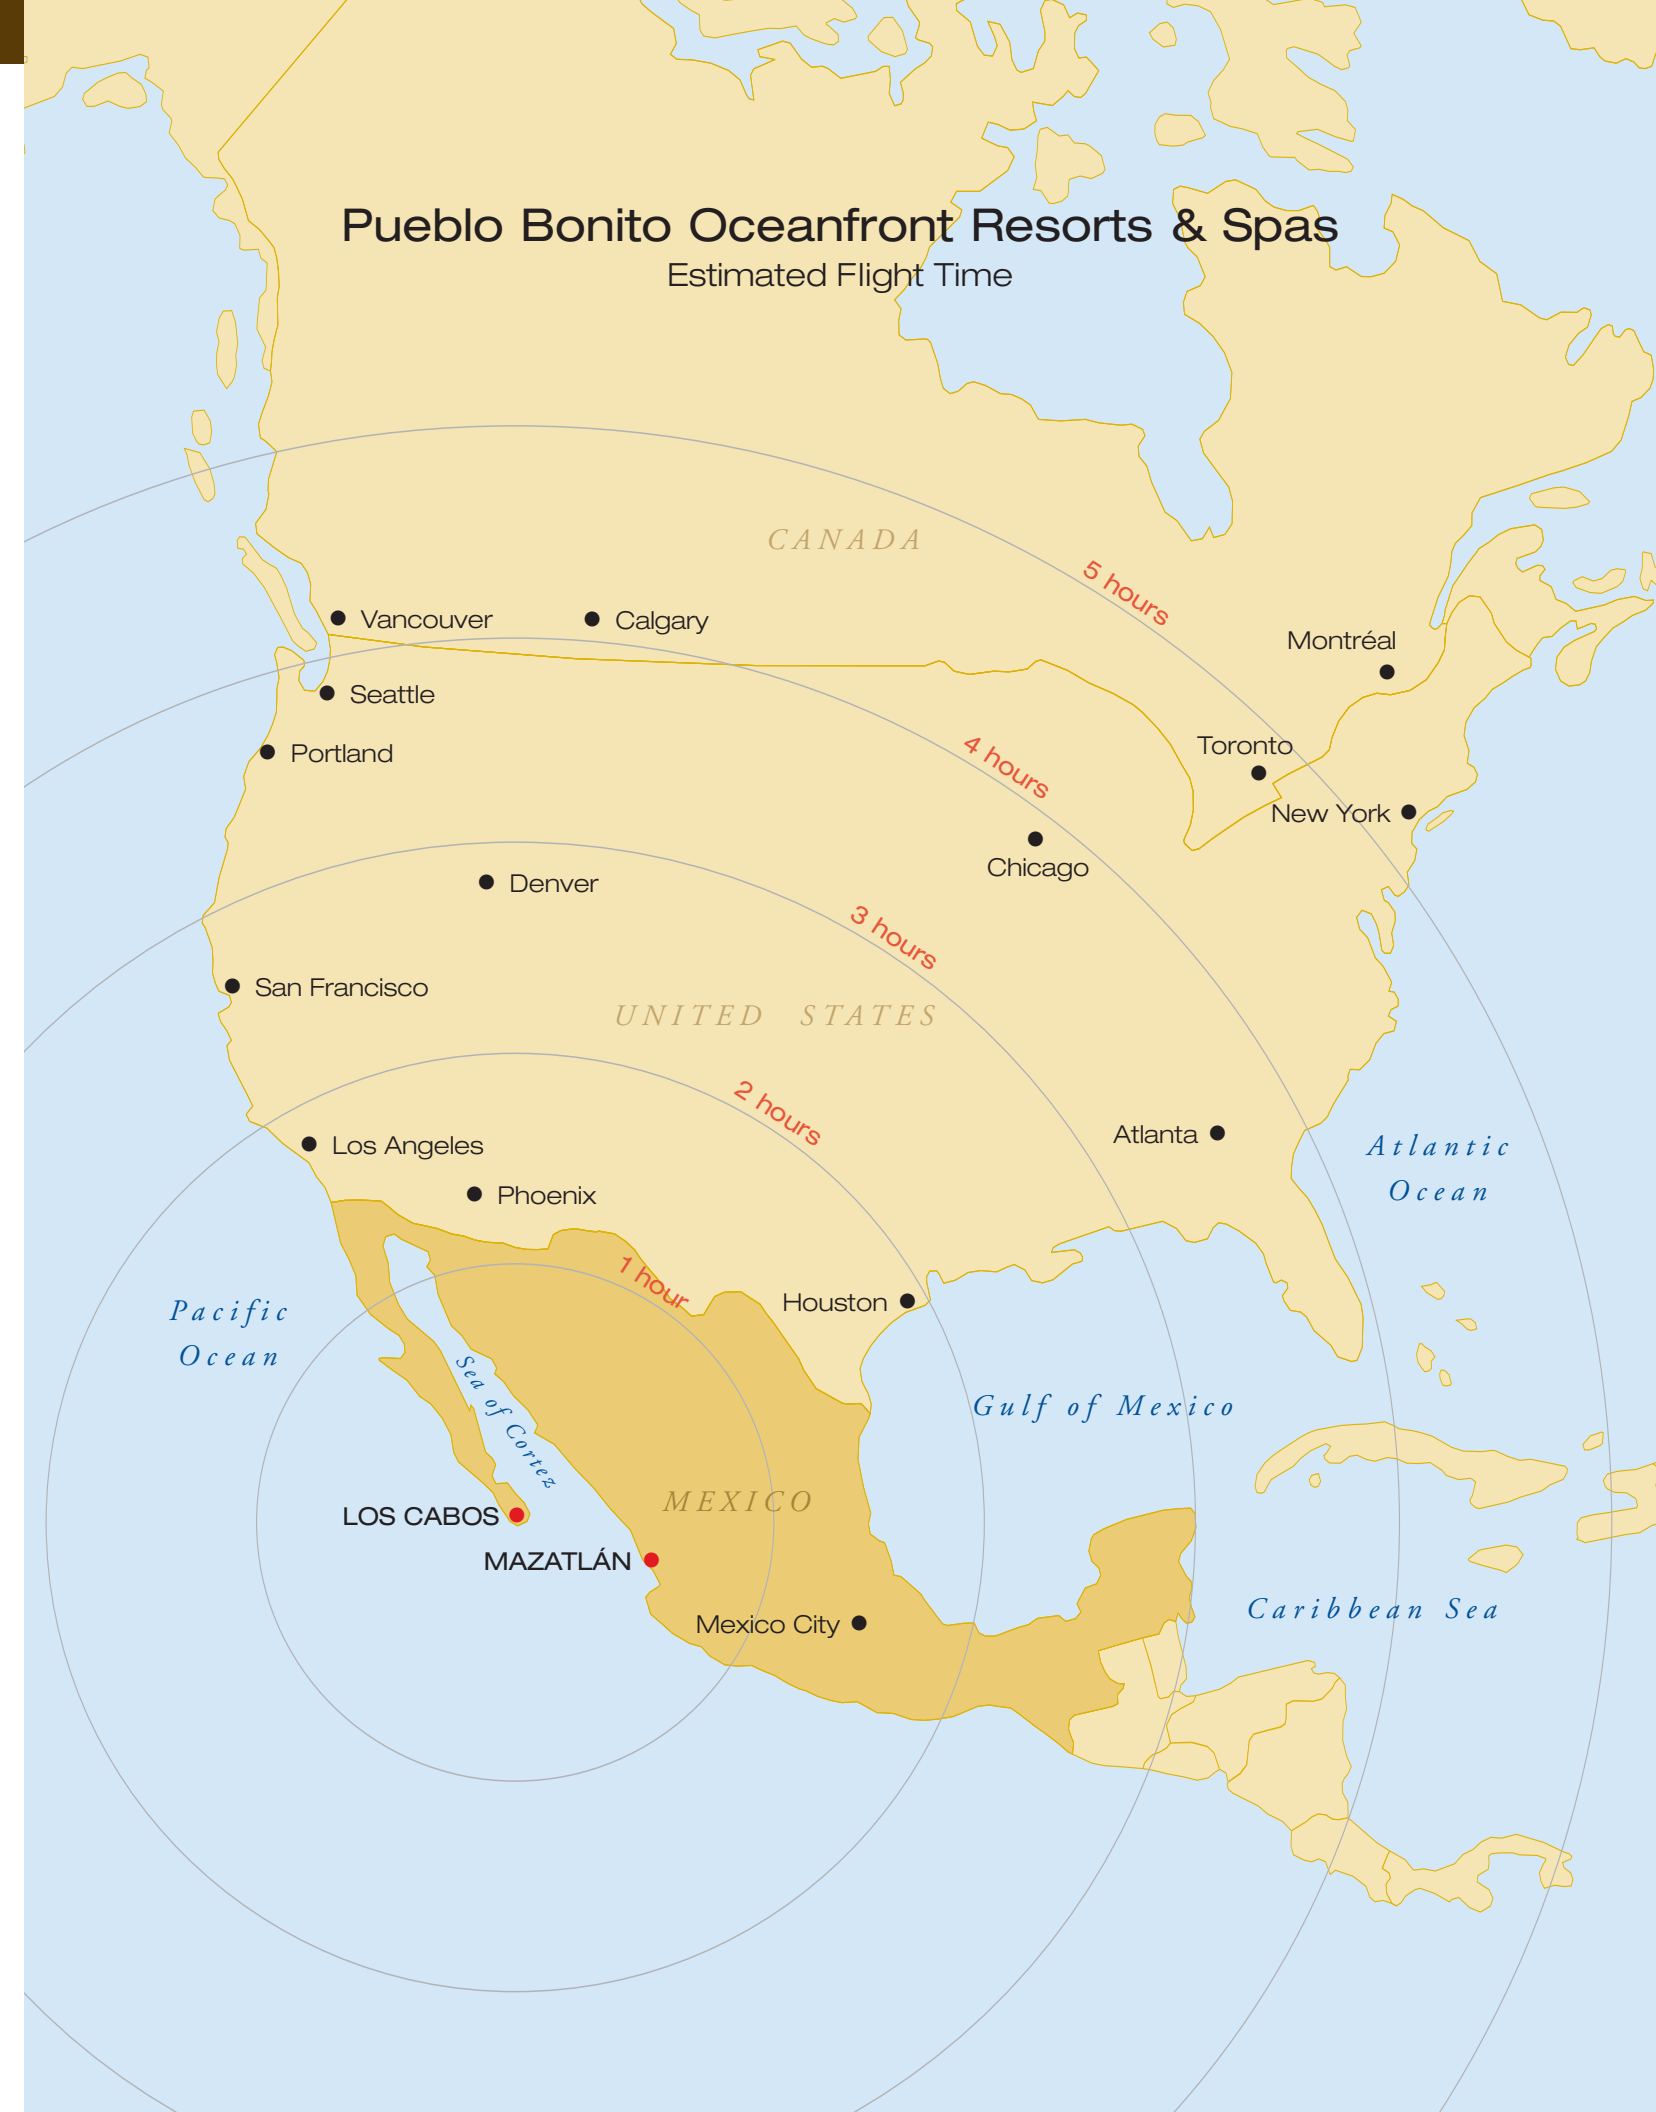 Pueblo Bonito Oceanfront Resorts & Spas
Estimated Flight Time
CANADA
5 hours
Vancouver
Calgary
Montréal
Seattle
Portland
4 hours
Toronto
New York
Chicago
Denver
3 hours
San Francisco
UNITED STATES
2 hours
Los Angeles
Atlanta
Atlantic
Ocean
Phoenix
1 hour
Houston
Pacific
Ocean
Sea of Cortez
Gulf of Mexico
MEXICO
LOS CABOS
MAZATLÁN
Mexico City
Caribbean Sea